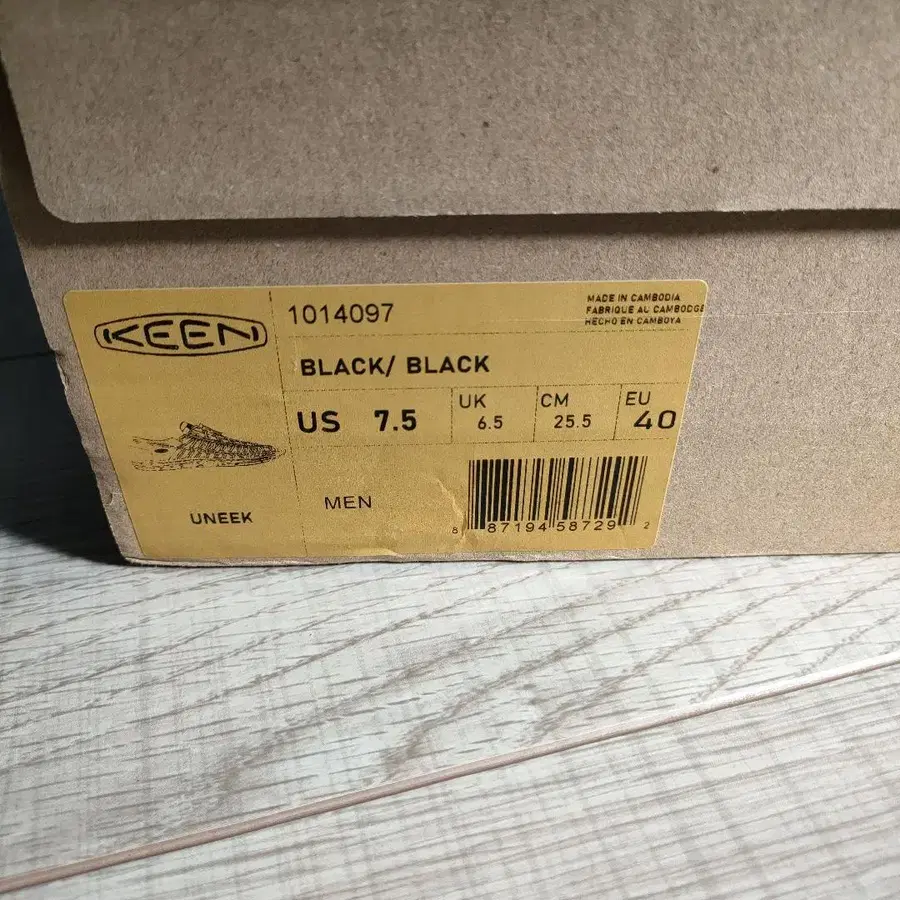 KEEN
1014097
MADE IN CAMBODIA
FABRIQUE AU CAMBODGE
HECHO EN CAMBOYA
BLACK/ BLACK
US 7.5
UK 6.5
CM 25.5
EU 40
UNEEK
MEN
8 87194 58729 2